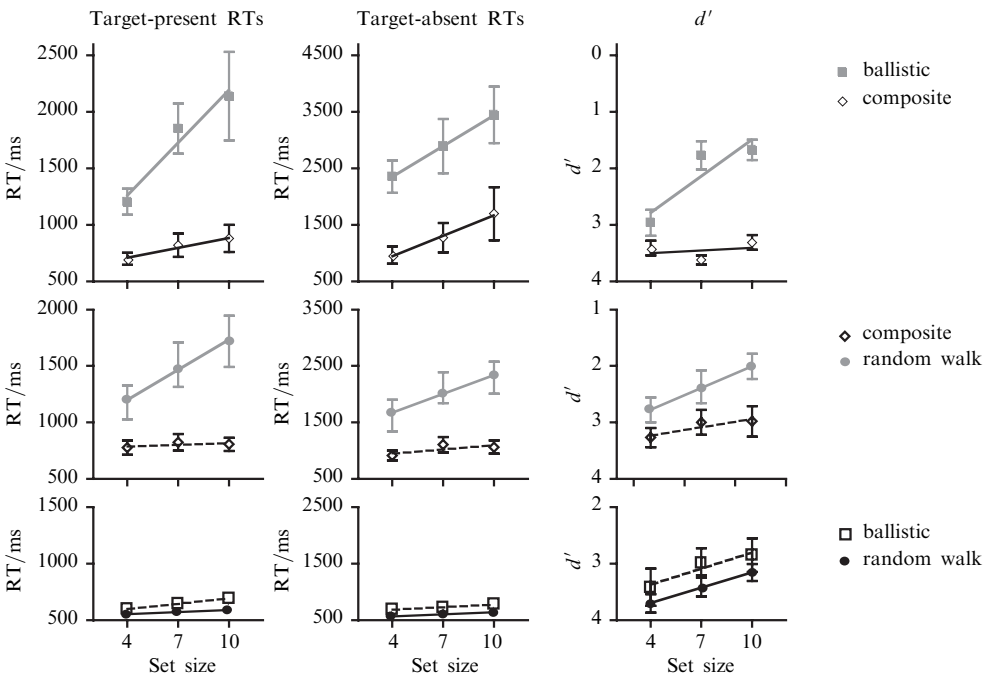 Target-present RTs Target-absent RTs d′
2500
2000
1500
1000
500
RT/ms
4500
3500
2500
1500
500
RT/ms
0
1
2
3
4
d′
ballistic
composite
2000
1500
1000
500
RT/ms
3500
2500
1500
500
RT/ms
1
2
3
4
d′
composite
random walk
1500
1000
500
RT/ms
2500
1500
500
RT/ms
2
3
4
d′
ballistic
random walk
4 7 10 4 7 10 4 7 10
Set size Set size Set size